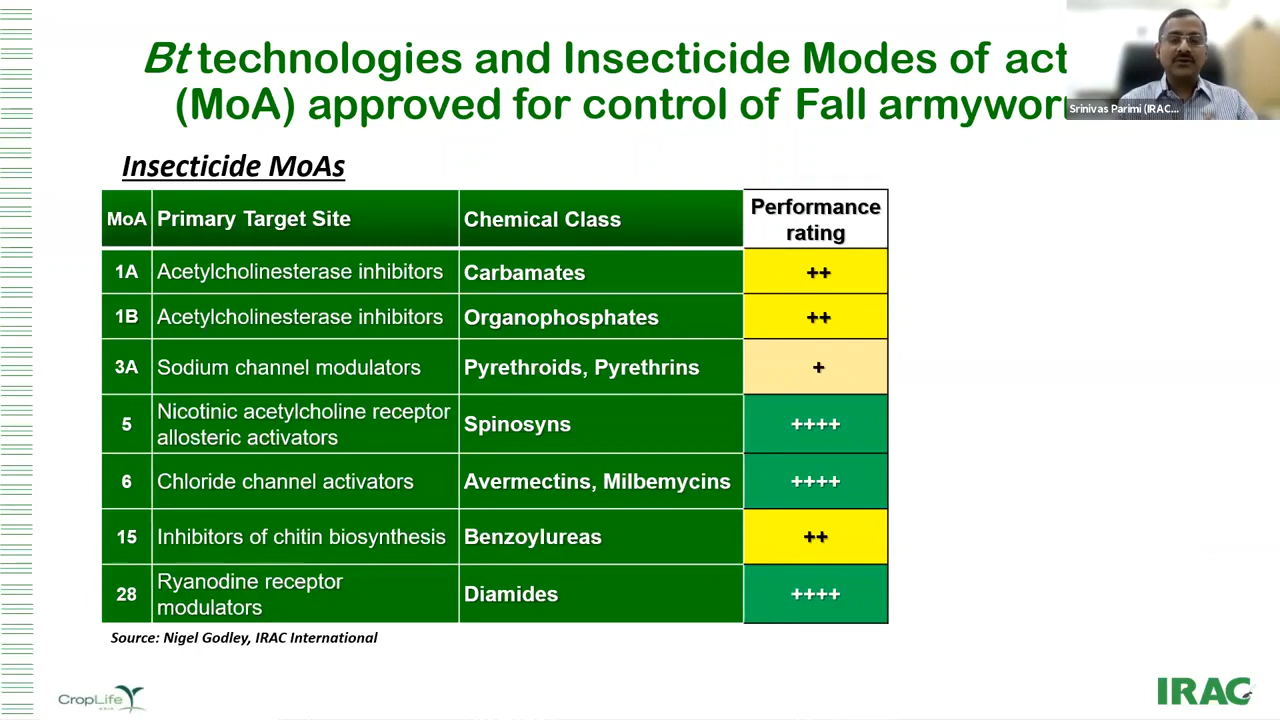 Bt technologies and Insecticide Modes of act
(MoA) approved for control of Fall armywor
Srinivas Parimi (IRAC...
Insecticide MoAs
MoA Primary Target Site Chemical Class Performance rating
1A Acetylcholinesterase inhibitors Carbamates ++
1B Acetylcholinesterase inhibitors Organophosphates ++
3A Sodium channel modulators Pyrethroids, Pyrethrins +
5 Nicotinic acetylcholine receptor allosteric activators Spinosyns ++++
6 Chloride channel activators Avermectins, Milbemycins ++++
15 Inhibitors of chitin biosynthesis Benzoylureas ++
28 Ryanodine receptor modulators Diamides ++++
Source: Nigel Godley, IRAC International
CropLife
ASIA
IRAC